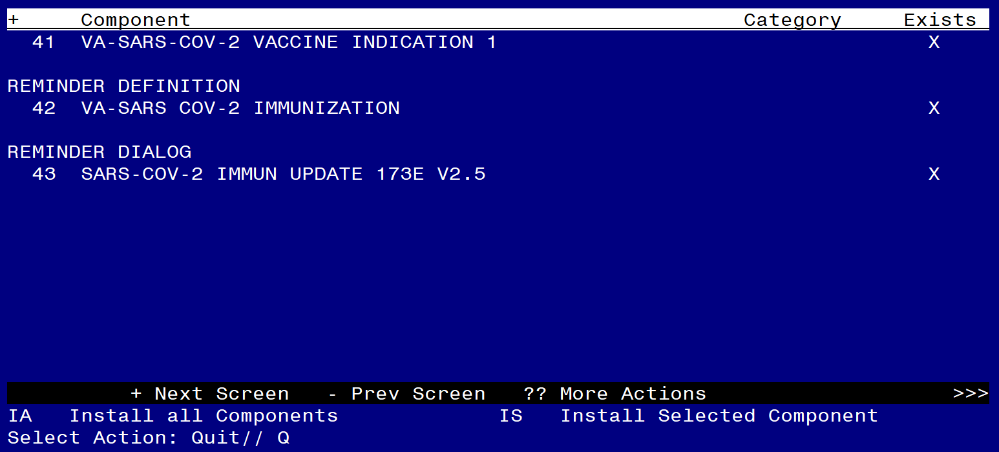 + Component Category Exists
41 VA-SARS-COV-2 VACCINE INDICATION 1 X
REMINDER DEFINITION
42 VA-SARS COV-2 IMMUNIZATION X
REMINDER DIALOG
43 SARS-COV-2 IMMUN UPDATE 173E V2.5 X
+ Next Screen - Prev Screen ?? More Actions >>>
IA Install all Components IS Install Selected Component
Select Action: Quit// Q